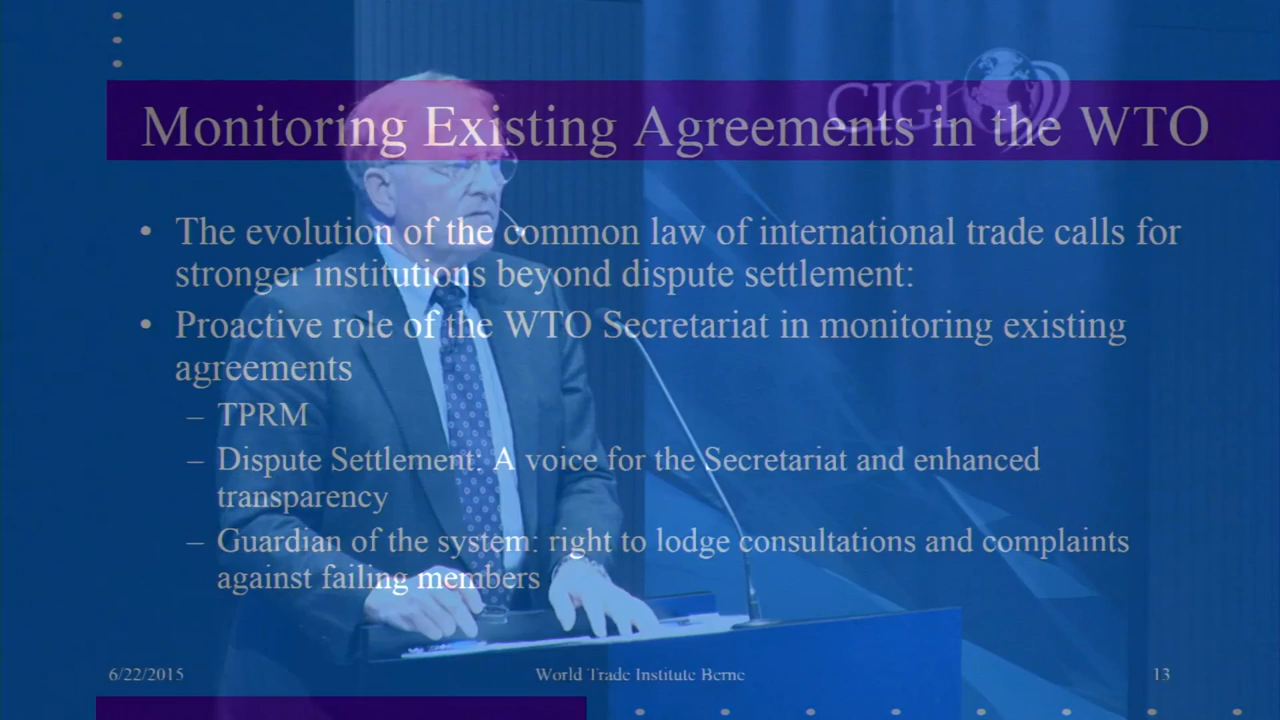 CIGI
Monitoring Existing Agreements in the WTO
• The evolution of the common law of international trade calls for
stronger institutions beyond dispute settlement:
• Proactive role of the WTO Secretariat in monitoring existing
agreements
– TPRM
– Dispute Settlement: A voice for the Secretariat and enhanced
transparency
– Guardian of the system: right to lodge consultations and complaints
against failing members
6/22/2015
World Trade Institute Berne
13